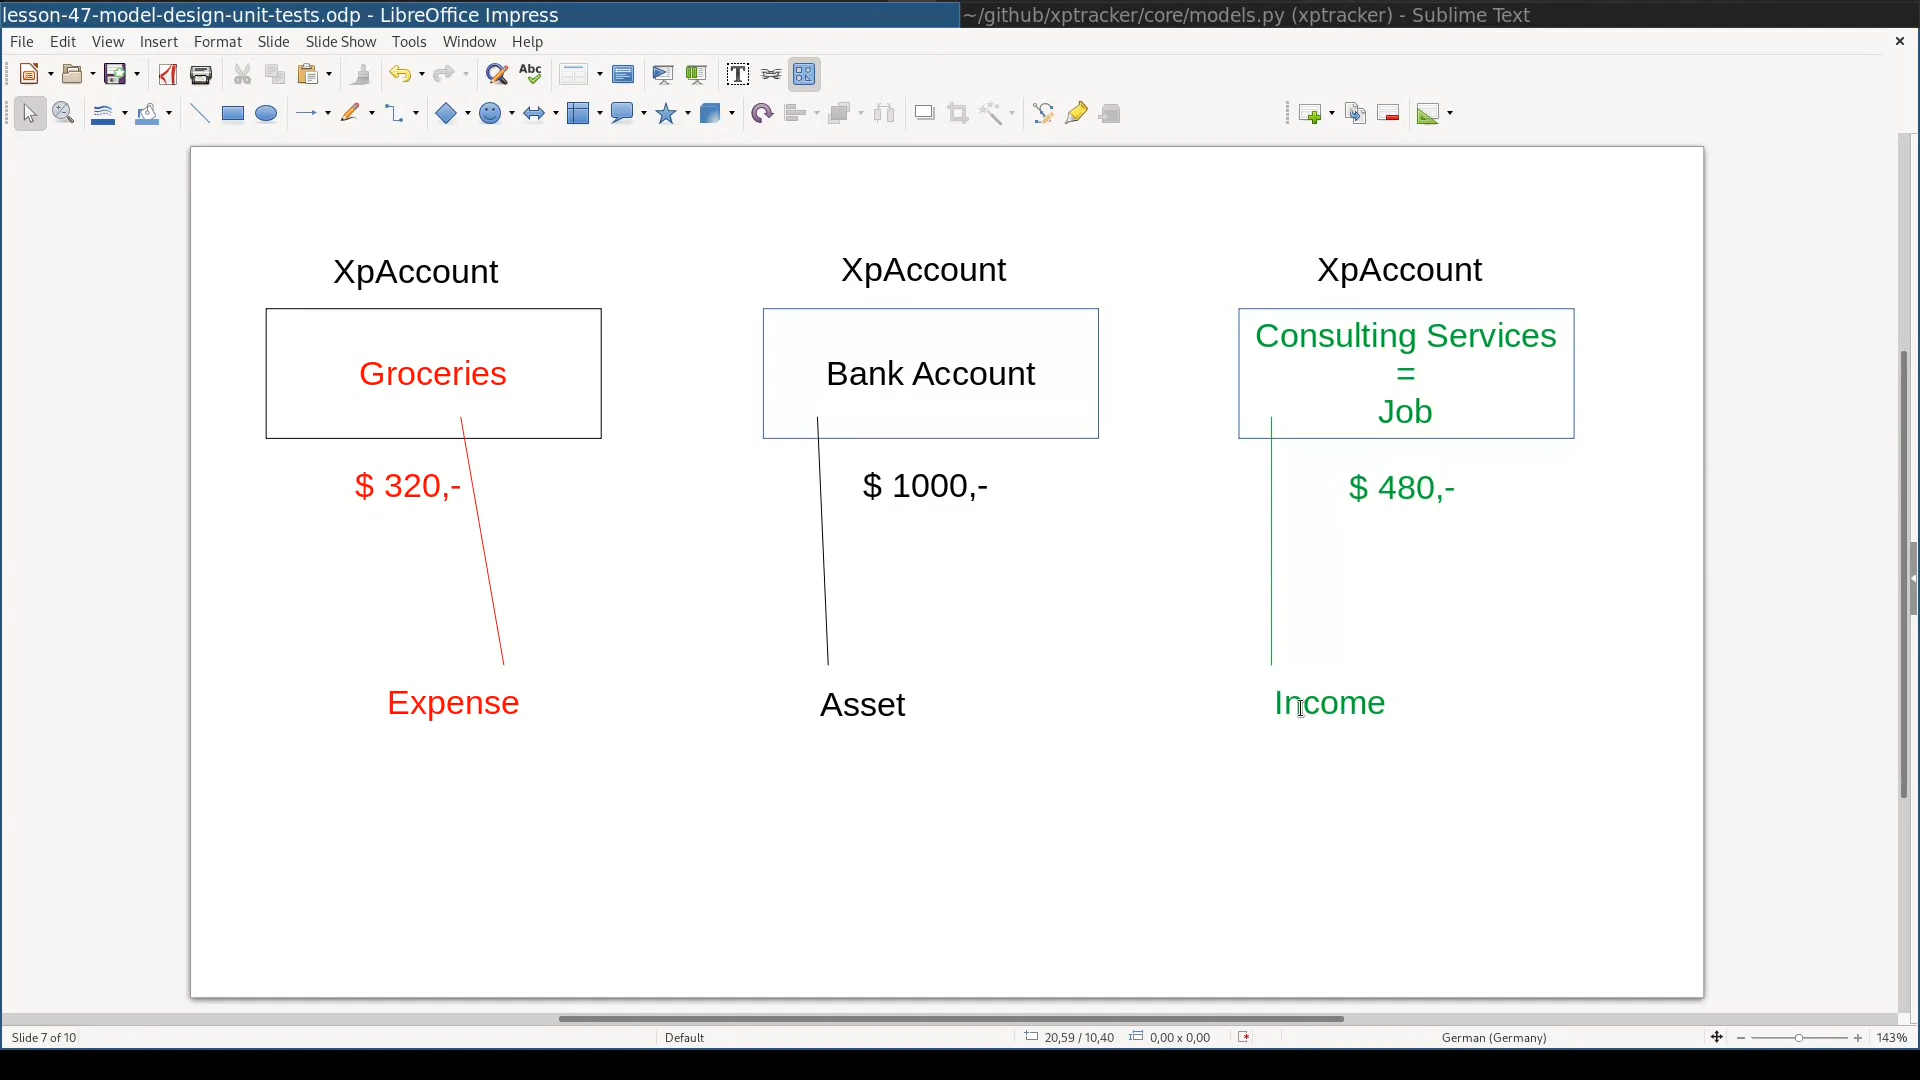 lesson-47-model-design-unit-tests.odp - LibreOffice Impress
~/github/xptracker/core/models.py (xptracker) - Sublime Text
File Edit View Insert Format Slide Slide Show Tools Window Help
Abc
T
XpAccount
XpAccount
XpAccount
Groceries
Bank Account
Consulting Services
=
Job
$ 320,-
$ 1000,-
$ 480,-
Expense
Asset
Income
Slide 7 of 10
Default
20,59 / 10,40
0,00 x 0,00
German (Germany)
143%